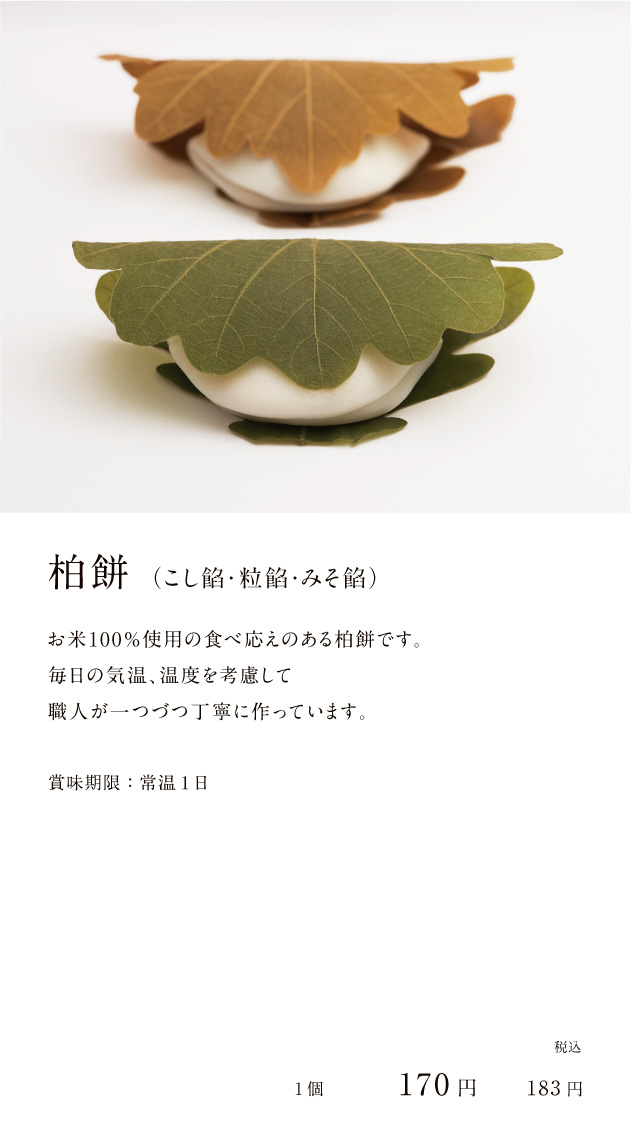 柏餅 （こし餡・粒餡・みそ餡）
お米100％使用の食べ応えのある柏餅です。
毎日の気温、温度を考慮して
職人が一つづつ丁寧に作っています。
賞味期限：常温1日
税込
1個 170円 183円